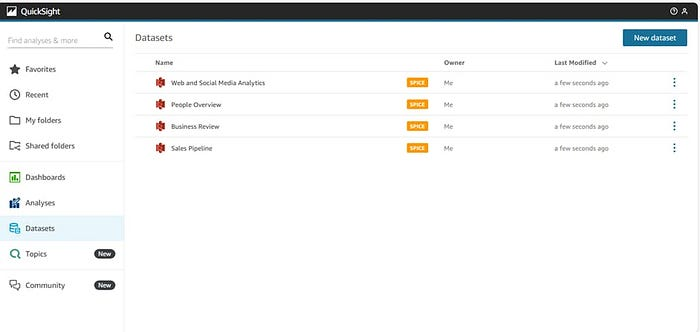 QuickSight
Find analyses & more
Favorites
Recent
My folders
Shared folders
Dashboards
Analyses
Datasets
Topics New
Community New
Datasets
New dataset
Name Owner Last Modified
Web and Social Media Analytics SPICE Me a few seconds ago
People Overview SPICE Me a few seconds ago
Business Review SPICE Me a few seconds ago
Sales Pipeline SPICE Me a few seconds ago